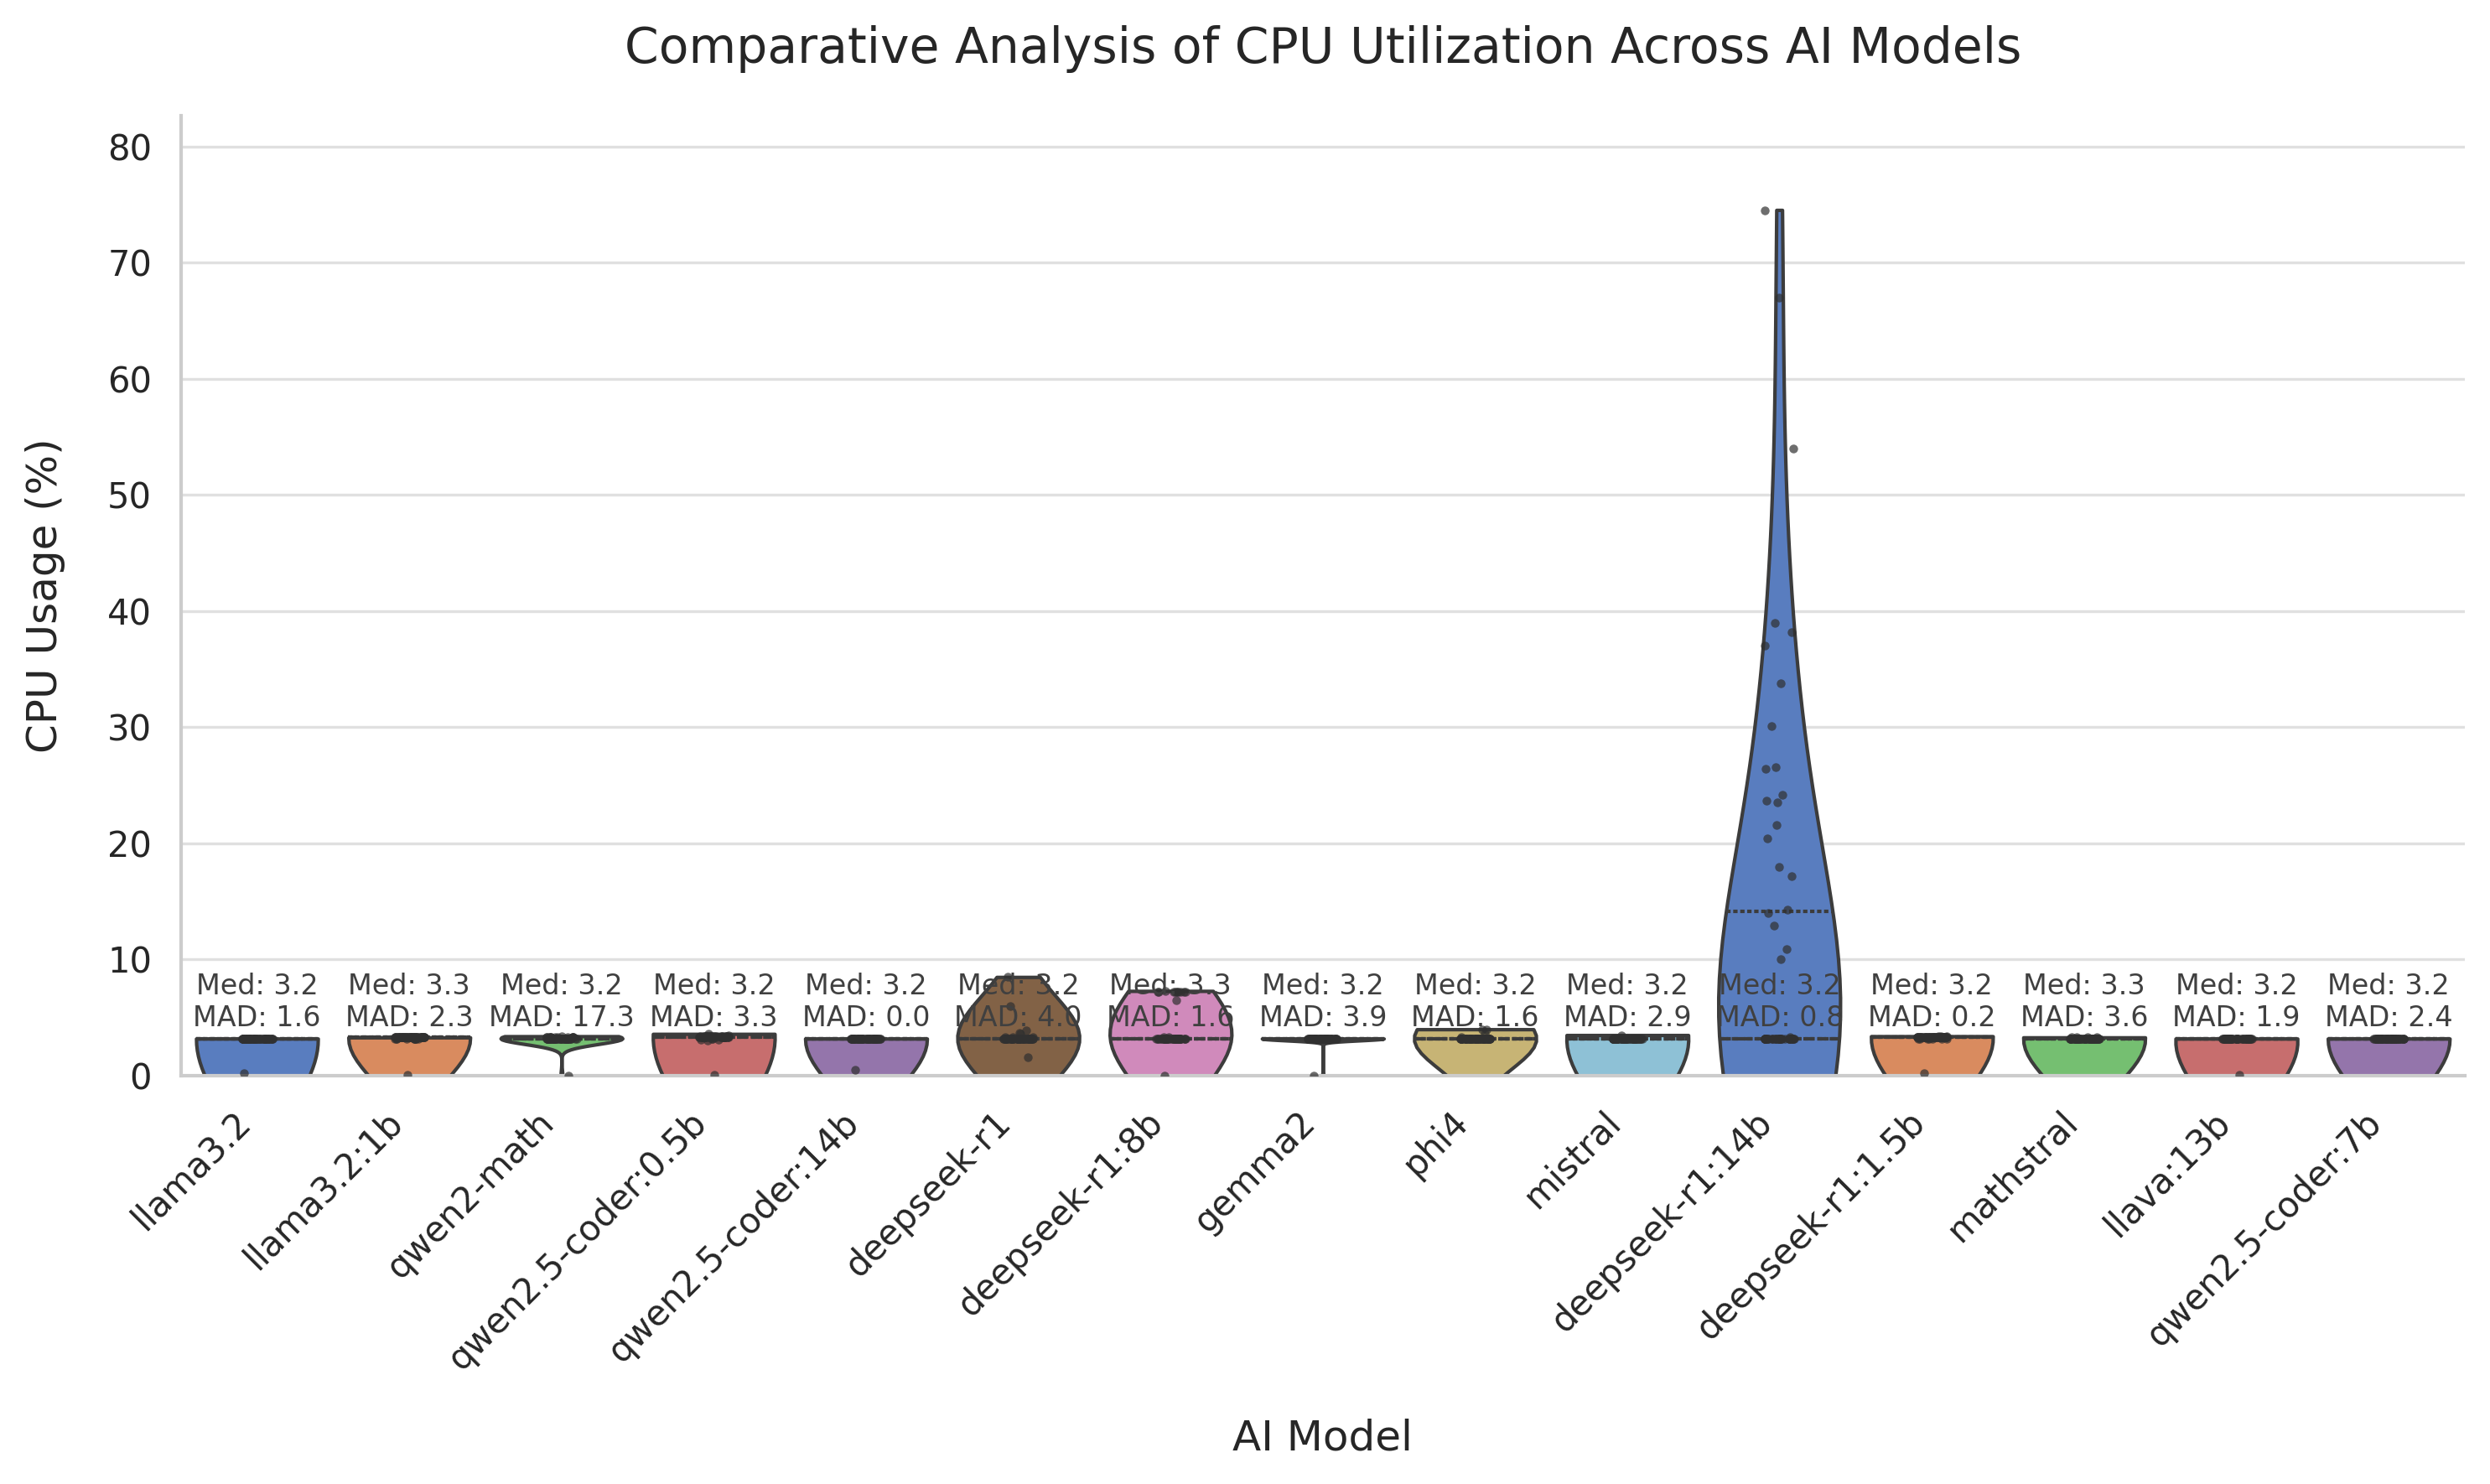 Comparative Analysis of CPU Utilization Across AI Models
CPU Usage (%)
80
70
60
50
40
30
20
10
0
Med: 3.2 Med: 3.3 Med: 3.2 Med: 3.2 Med: 3.2 Med: 3.2 Med: 3.3 Med: 3.2 Med: 3.2 Med: 3.2 Med: 3.2 Med: 3.2 Med: 3.3 Med: 3.2 Med: 3.2
MAD: 1.6 MAD: 2.3 MAD: 17.3 MAD: 3.3 MAD: 0.0 MAD: 4.0 MAD: 1.6 MAD: 3.9 MAD: 1.6 MAD: 2.9 MAD: 0.8 MAD: 0.2 MAD: 3.6 MAD: 1.9 MAD: 2.4
llama3.2
llama3.2:1b
qwen2-math
qwen2.5-coder:0.5b
qwen2.5-coder:14b
deepseek-r1
deepseek-r1:8b
gemma2
phi4
mistral
deepseek-r1:14b
deepseek-r1:1.5b
mathstral
llava:13b
qwen2.5-coder:7b
AI Model